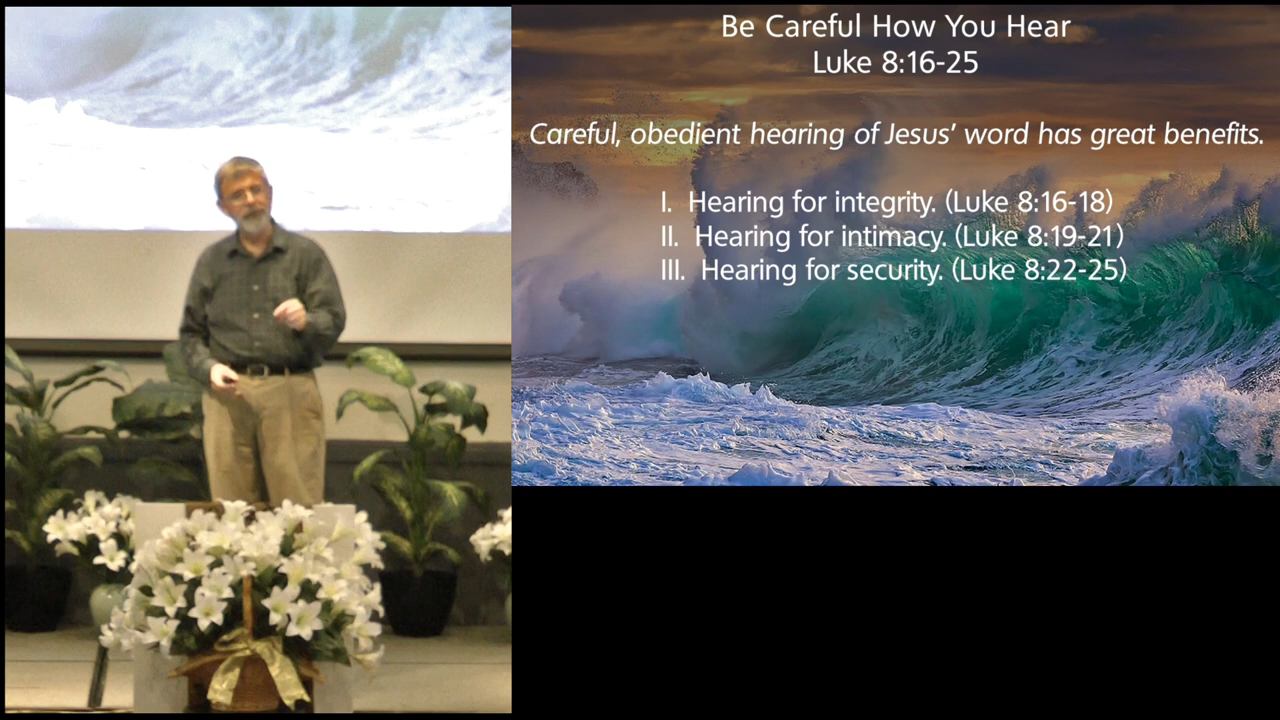 Be Careful How You Hear
Luke 8:16-25
Careful, obedient hearing of Jesus’ word has great benefits.
I. Hearing for integrity. (Luke 8:16-18)
II. Hearing for intimacy. (Luke 8:19-21)
III. Hearing for security. (Luke 8:22-25)